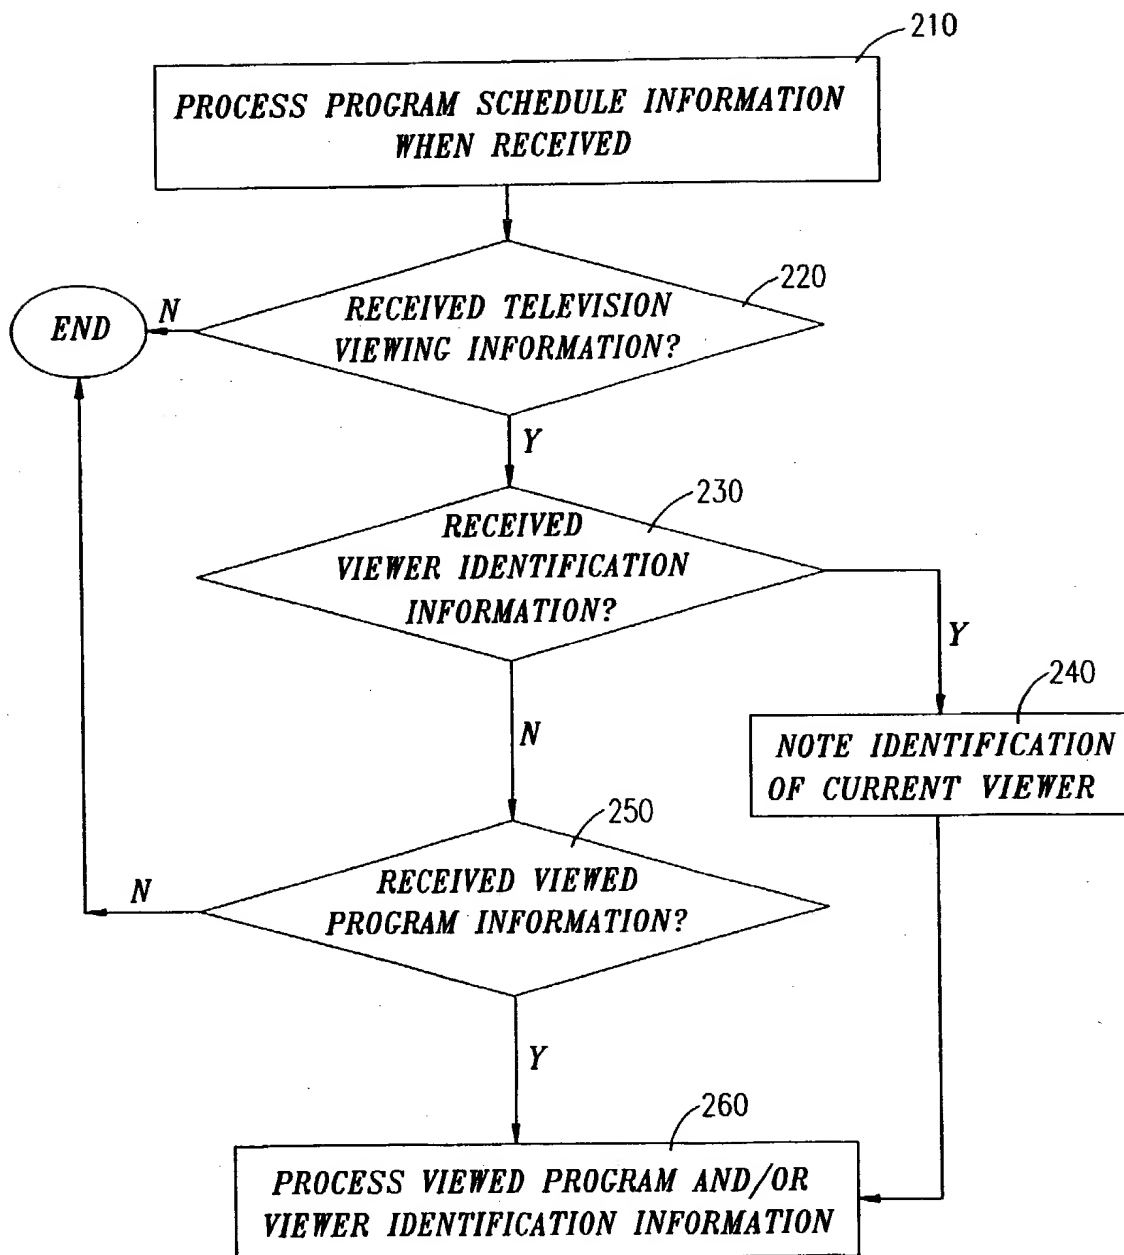 210
PROCESS PROGRAM SCHEDULE INFORMATION
WHEN RECEIVED
220
RECEIVED TELEVISION
VIEWING INFORMATION?
N
END
Y
230
RECEIVED
VIEWER IDENTIFICATION
INFORMATION?
Y
240
NOTE IDENTIFICATION
OF CURRENT VIEWER
N
250
RECEIVED VIEWED
PROGRAM INFORMATION?
N
Y
260
PROCESS VIEWED PROGRAM AND/OR
VIEWER IDENTIFICATION INFORMATION